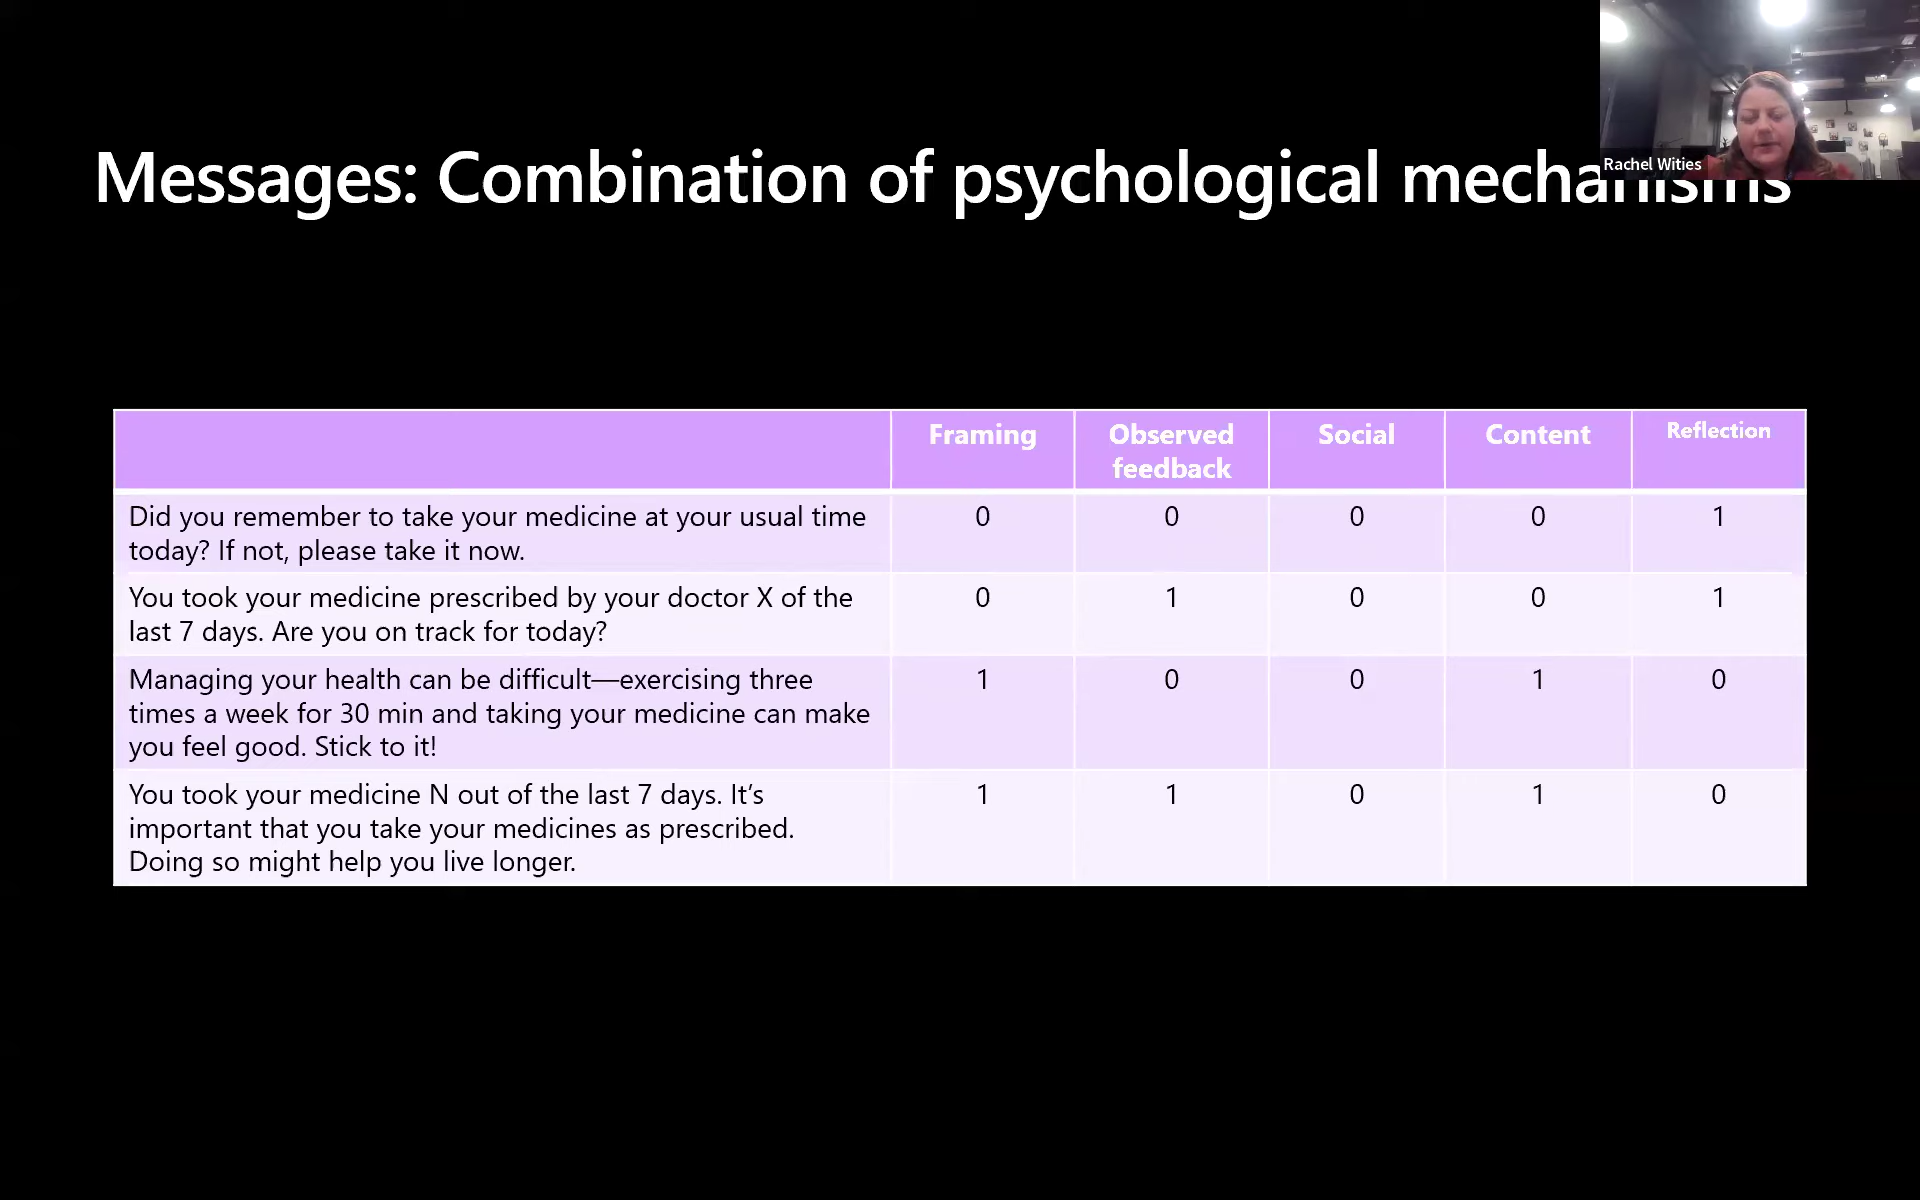 Rachel Wities
Messages: Combination of psychological mechanisms
Framing
Observed
feedback
Social
Content
Reflection
Did you remember to take your medicine at your usual time
today? If not, please take it now.
0
0
0
0
1
You took your medicine prescribed by your doctor X of the
last 7 days. Are you on track for today?
0
1
0
0
1
Managing your health can be difficult—exercising three
times a week for 30 min and taking your medicine can make
you feel good. Stick to it!
1
0
0
1
0
You took your medicine N out of the last 7 days. It’s
important that you take your medicines as prescribed.
Doing so might help you live longer.
1
1
0
1
0